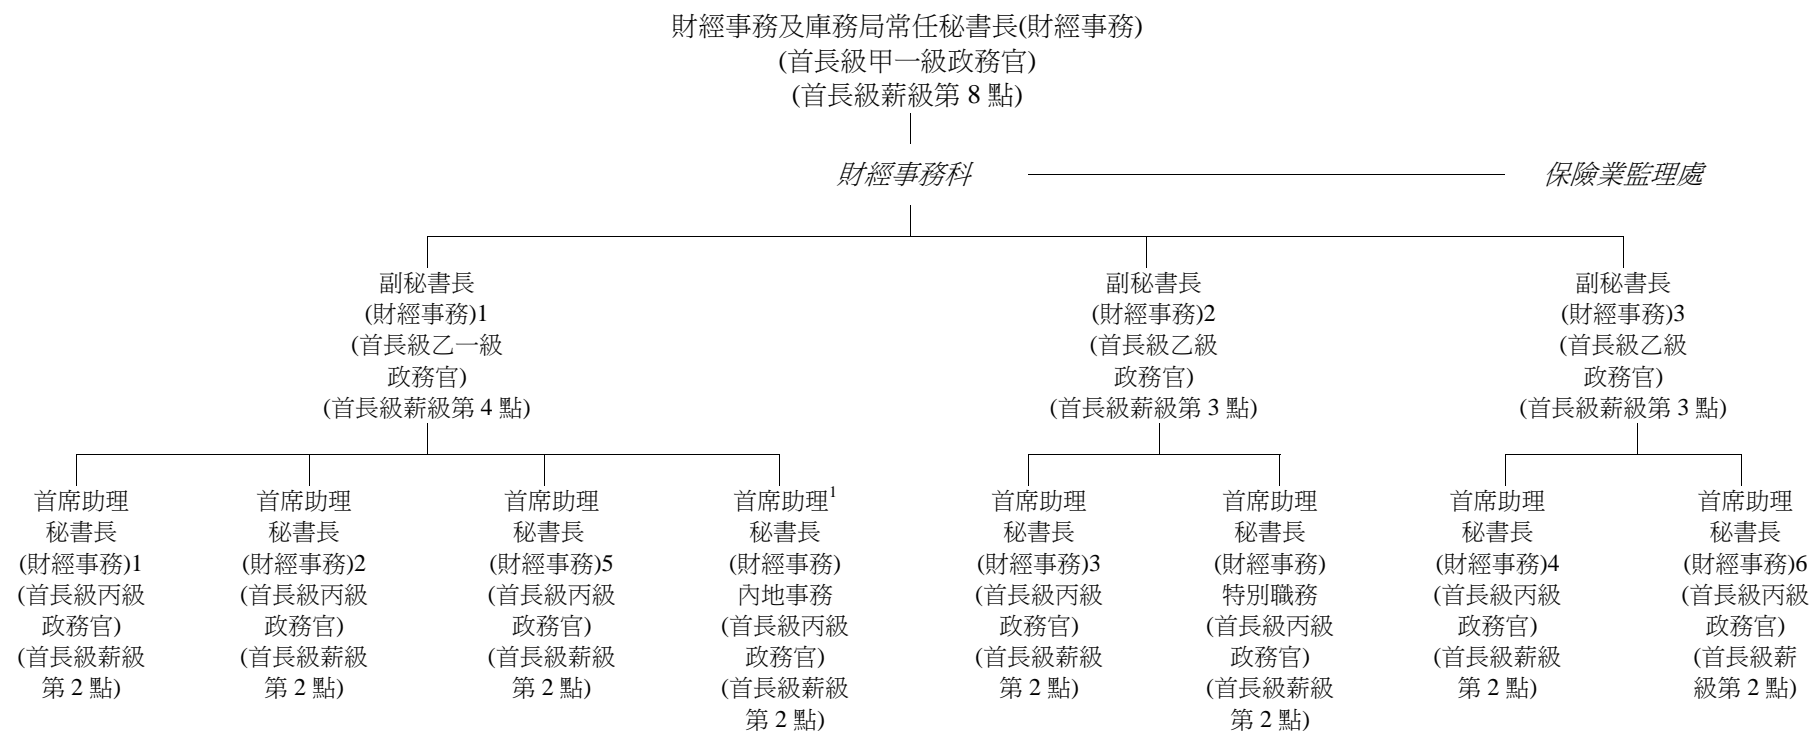 財經事務及庫務局常任秘書長(財經事務)
(首長級甲一級政務官)
(首長級薪級第 8 點)
財經事務科
保險業監理處
副秘書長
(財經事務)1
(首長級乙一級
政務官)
(首長級薪級第 4 點)
副秘書長
(財經事務)2
(首長級乙級
政務官)
(首長級薪級第 3 點)
副秘書長
(財經事務)3
(首長級乙級
政務官)
(首長級薪級第 3 點)
首席助理
秘書長
(財經事務)1
(首長級丙級
政務官)
(首長級薪級
第 2 點)
首席助理
秘書長
(財經事務)2
(首長級丙級
政務官)
(首長級薪級
第 2 點)
首席助理
秘書長
(財經事務)5
(首長級丙級
政務官)
(首長級薪級
第 2 點)
首席助理1
秘書長
(財經事務)
內地事務
(首長級丙級
政務官)
(首長級薪級
第 2 點)
首席助理
秘書長
(財經事務)3
(首長級丙級
政務官)
(首長級薪級
第 2 點)
首席助理
秘書長
(財經事務)
特別職務
(首長級丙級
政務官)
(首長級薪級
第 2 點)
首席助理
秘書長
(財經事務)4
(首長級丙級
政務官)
(首長級薪級
第 2 點)
首席助理
秘書長
(財經事務)6
(首長級丙級
政務官)
(首長級薪
級第 2 點)